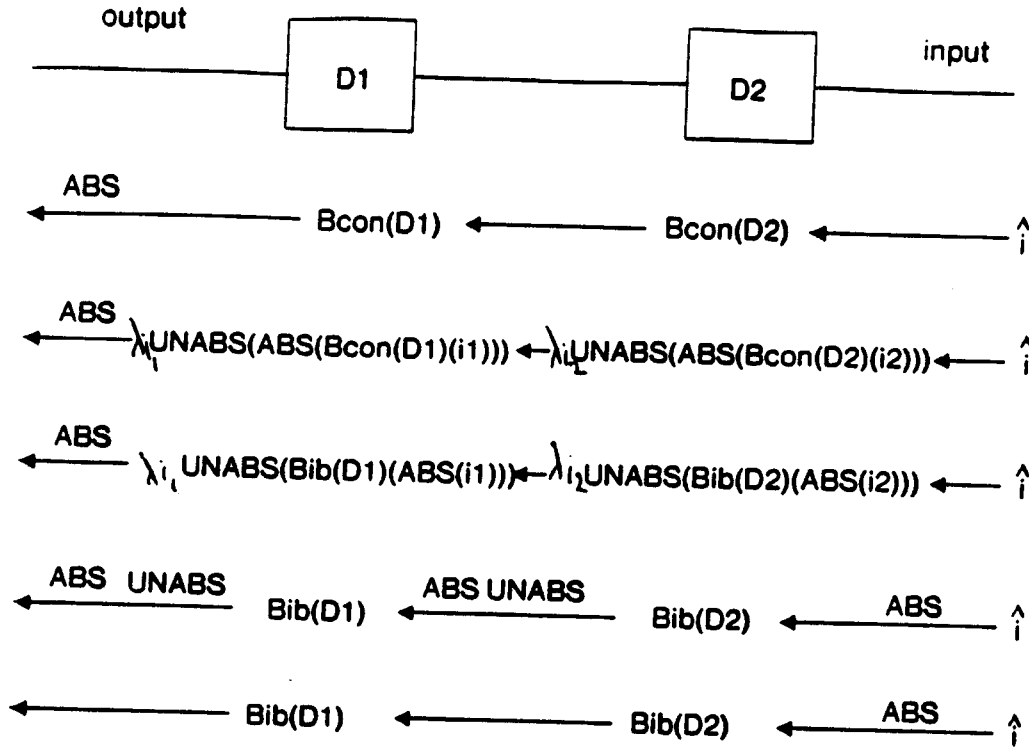 output
D1 D2 input
ABS
Bcon(D1) Bcon(D2) î
ABS
λi₁UNABS(ABS(Bcon(D1)(i1))) λi₂UNABS(ABS(Bcon(D2)(i2))) î
ABS
λi₁ UNABS(Bib(D1)(ABS(i1))) λi₂UNABS(Bib(D2)(ABS(i2))) î
ABS UNABS ABS UNABS ABS
Bib(D1) Bib(D2) î
ABS
Bib(D1) Bib(D2) î